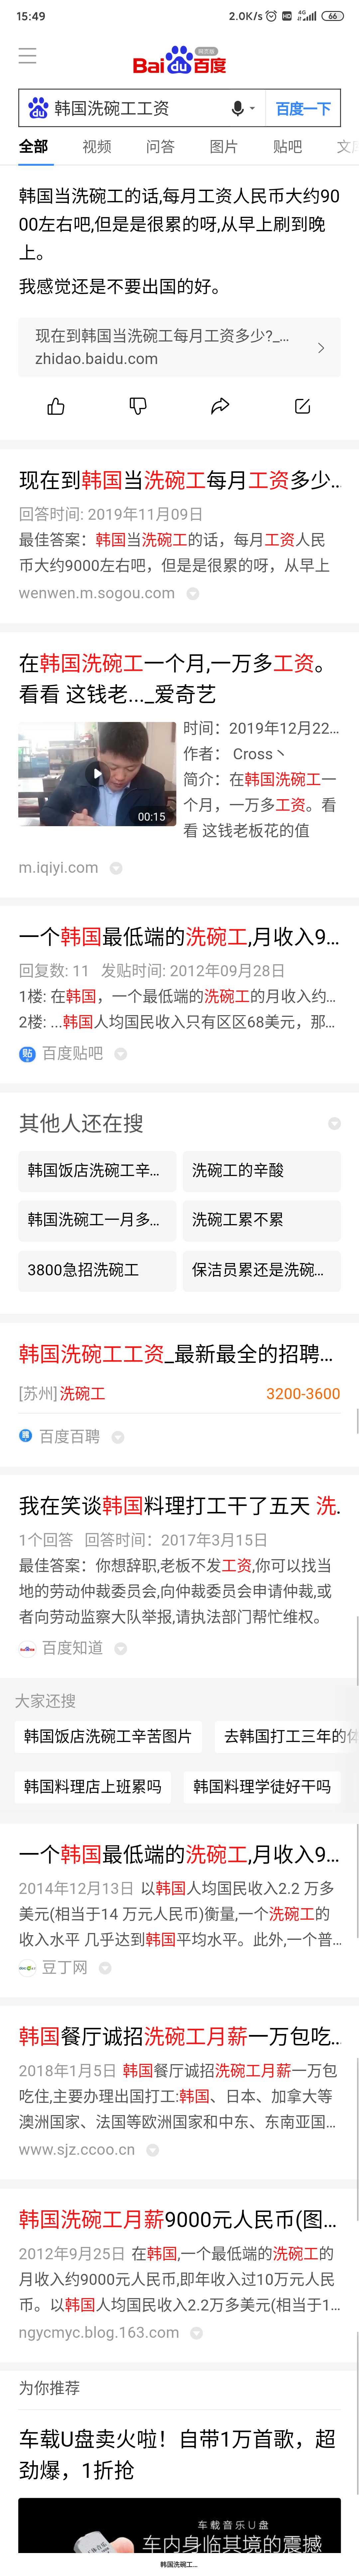 15:49
2.0K/s HD 4G 66
Bai 百度 网页版
韩国洗碗工工资 百度一下
全部 视频 问答 图片 贴吧
韩国当洗碗工的话,每月工资人民币大约90
00左右吧,但是是很累的呀,从早上刷到晚
上。
我感觉还是不要出国的好。
现在到韩国当洗碗工每月工资多少?_...
zhidao.baidu.com
现在到韩国当洗碗工每月工资多少...
回答时间: 2019年11月09日
最佳答案：韩国当洗碗工的话，每月工资人民
币大约9000左右吧，但是是很累的呀，从早上
wenwen.m.sogou.com
在韩国洗碗工一个月,一万多工资。
看看 这钱老..._爱奇艺
时间：2019年12月22...
作者： Cross丶
简介：在韩国洗碗工一
个月，一万多工资。看
看 这钱老板花的值
00:15
m.iqiyi.com
一个韩国最低端的洗碗工,月收入9...
回复数: 11 发贴时间: 2012年09月28日
1楼: 在韩国，一个最低端的洗碗工的月收入约...
2楼: ...韩国人均国民收入只有区区68美元，那...
贴 百度贴吧
其他人还在搜
韩国饭店洗碗工辛... 洗碗工的辛酸
韩国洗碗工一月多... 洗碗工累不累
3800急招洗碗工 保洁员累还是洗碗...
韩国洗碗工工资_最新最全的招聘...
[苏州]洗碗工 3200-3600
百度百聘
我在笑谈韩国料理打工干了五天 洗.
1个回答 回答时间：2017年3月15日
最佳答案：你想辞职,老板不发工资,你可以找当
地的劳动仲裁委员会,向仲裁委员会申请仲裁,或
者向劳动监察大队举报,请执法部门帮忙维权。
百度知道
大家还搜
韩国饭店洗碗工辛苦图片 去韩国打工三年的体
韩国料理店上班累吗 韩国料理学徒好干吗
一个韩国最低端的洗碗工,月收入9...
2014年12月13日 以韩国人均国民收入2.2 万多
美元(相当于14 万元人民币)衡量,一个洗碗工的
收入水平 几乎达到韩国平均水平。此外,一个普...
豆丁网
韩国餐厅诚招洗碗工月薪一万包吃...
2018年1月5日 韩国餐厅诚招洗碗工月薪一万包
吃住,主要办理出国打工:韩国、日本、加拿大等
澳洲国家、法国等欧洲国家和中东、东南亚国...
www.sjz.ccoo.cn
韩国洗碗工月薪9000元人民币(图...
2012年9月25日 在韩国,一个最低端的洗碗工的
月收入约9000元人民币,即年收入过10万元人民
币。以韩国人均国民收入2.2万多美元(相当于1...
ngycmyc.blog.163.com
为你推荐
车载U盘卖火啦！自带1万首歌，超
劲爆，1折抢
车载音乐U盘
车内身临其境的震撼
韩国洗碗工...